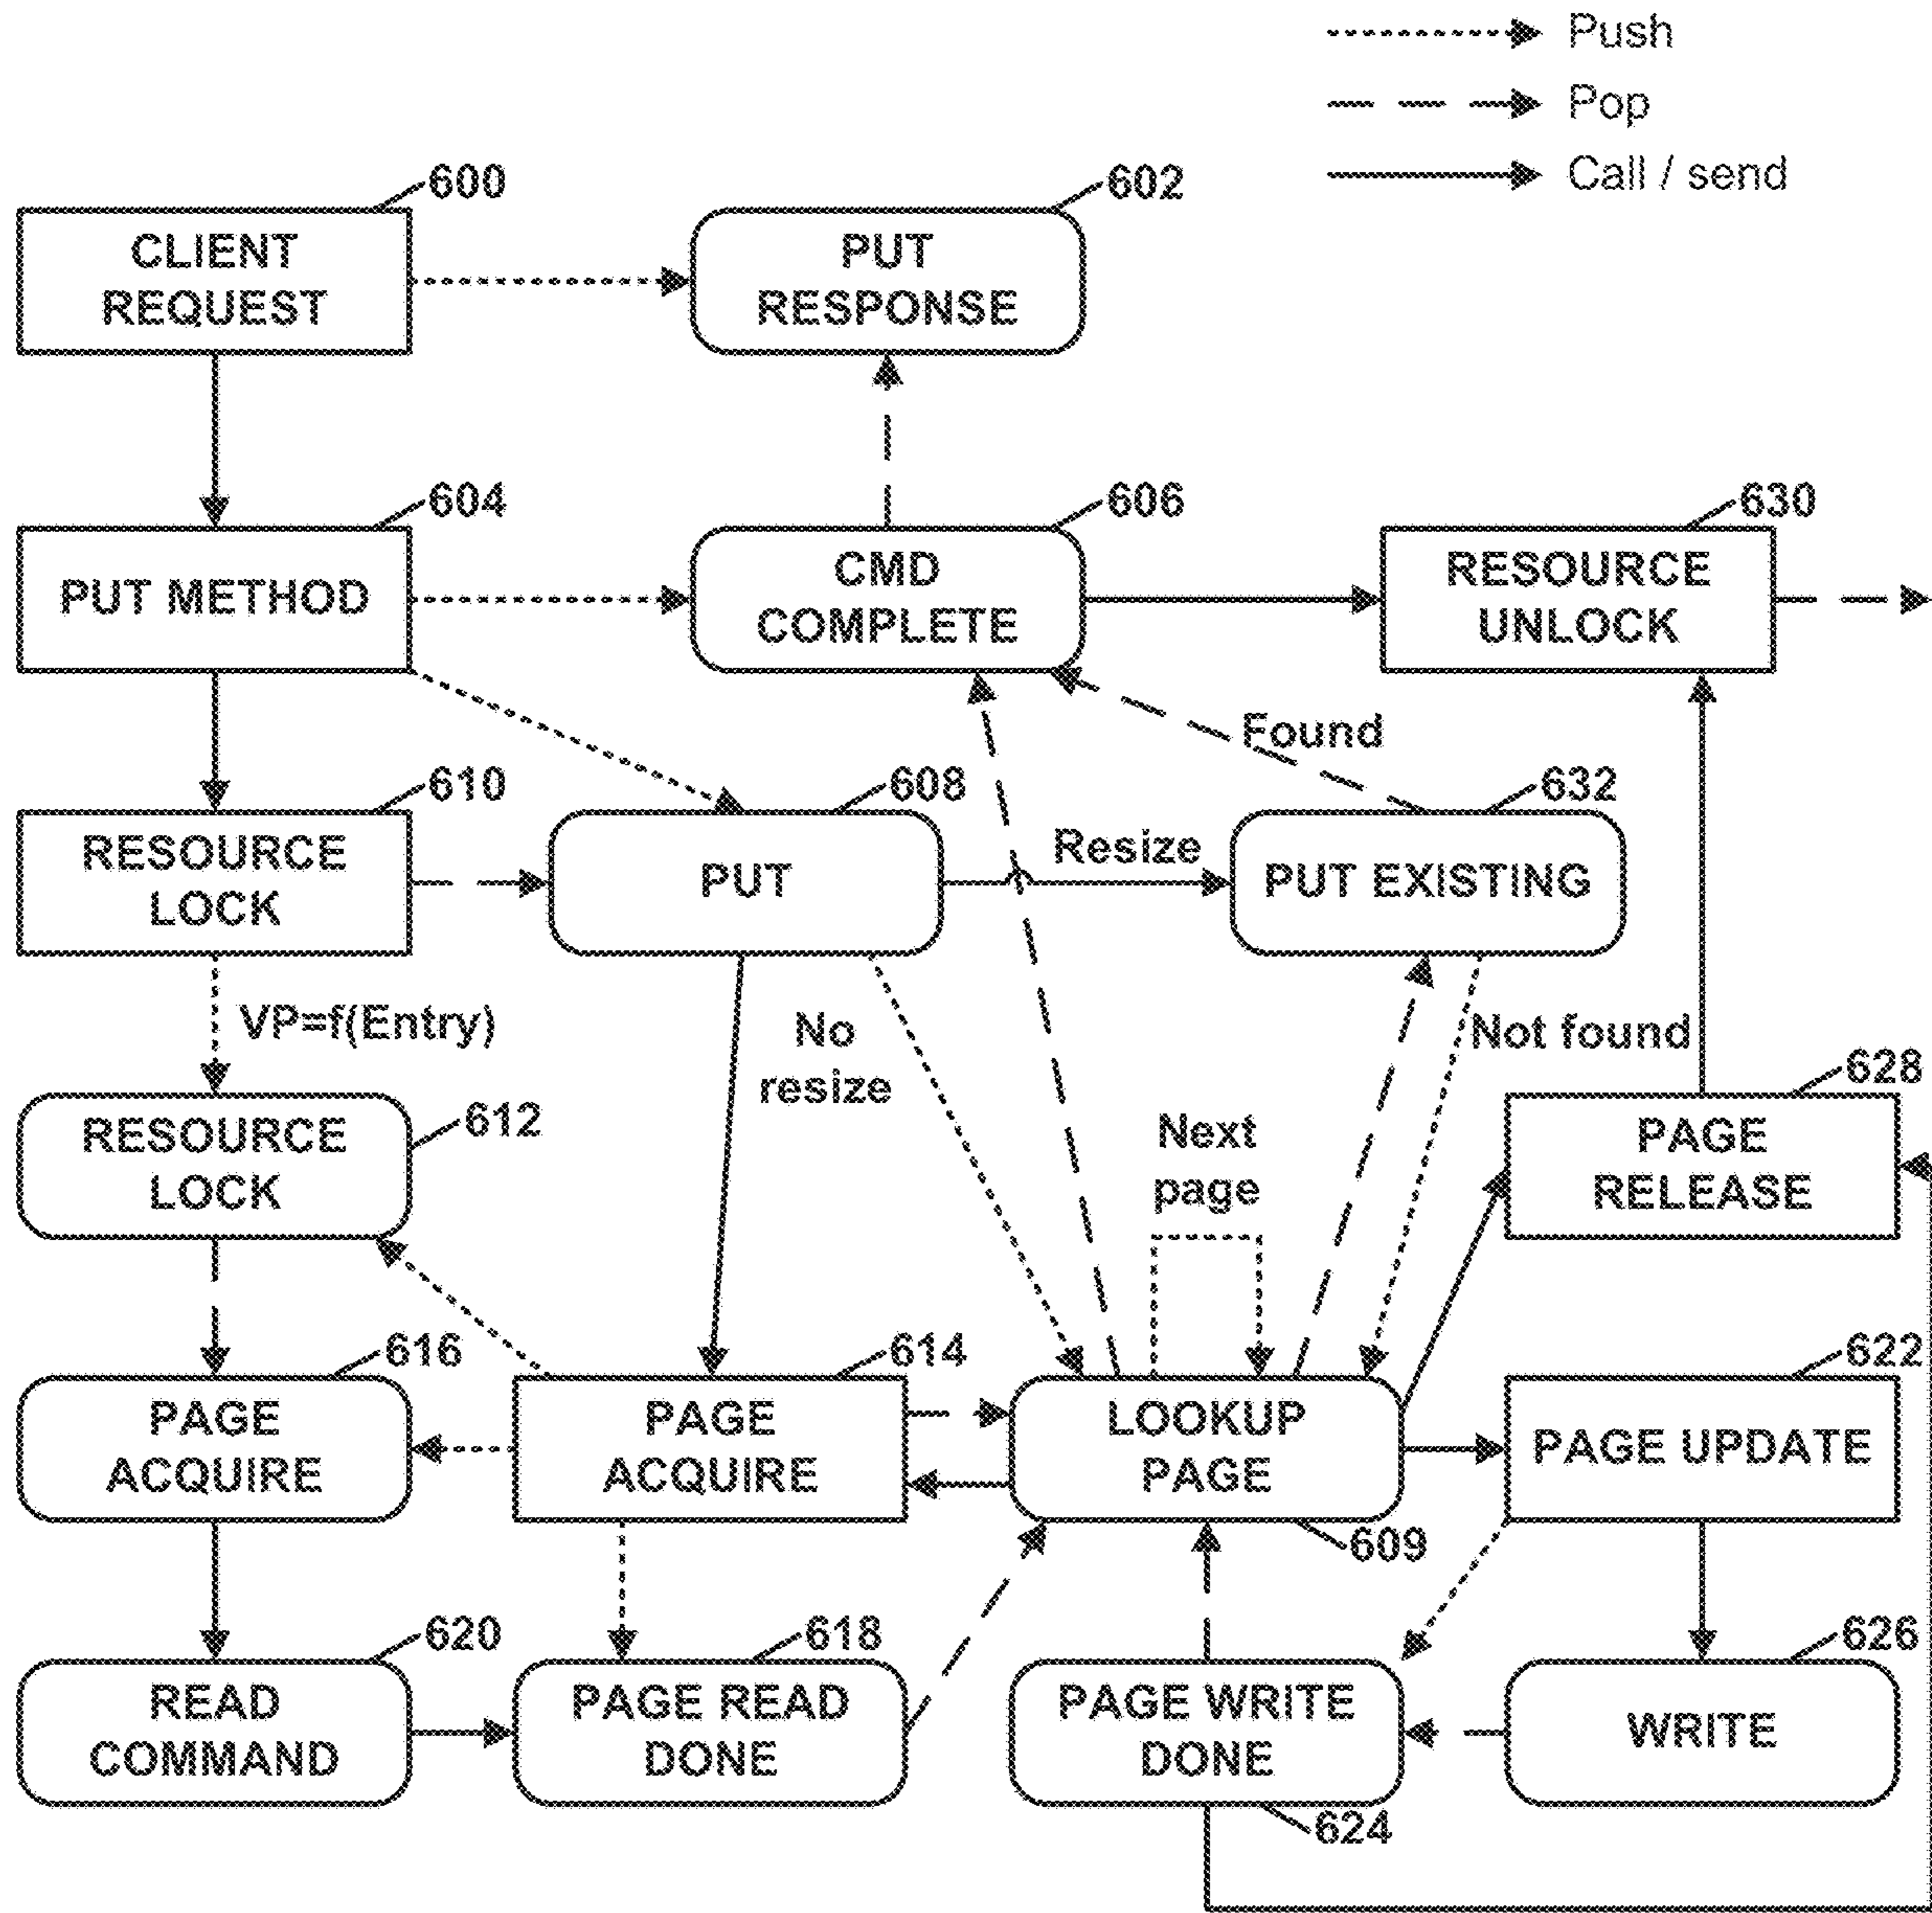 Push
Pop
Call / send
600
602
CLIENT
REQUEST
PUT
RESPONSE
604
606
630
PUT METHOD
CMD
COMPLETE
RESOURCE
UNLOCK
Found
610
608
632
RESOURCE
LOCK
PUT
Resize
PUT EXISTING
VP=f(Entry)
No
resize
Not found
628
RESOURCE
LOCK
612
Next
page
PAGE
RELEASE
616
614
622
PAGE
ACQUIRE
PAGE
ACQUIRE
LOOKUP
PAGE
PAGE UPDATE
609
620
618
626
READ
COMMAND
PAGE READ
DONE
PAGE WRITE
DONE
WRITE
624